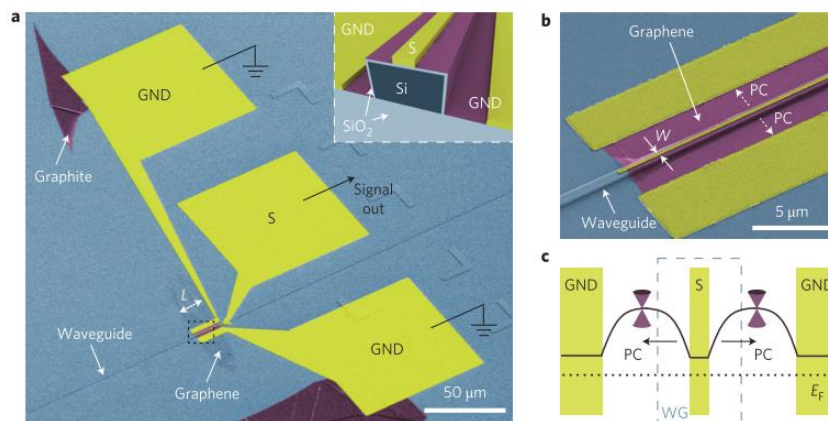 a
GND
Graphite
S
Signal
out
L
Waveguide
Graphene
GND
50 µm
GND
S
Si
GND
SiO₂
b
Graphene
PC
PC
W
Waveguide
5 µm
c
GND
S
GND
PC
PC
E_F
WG